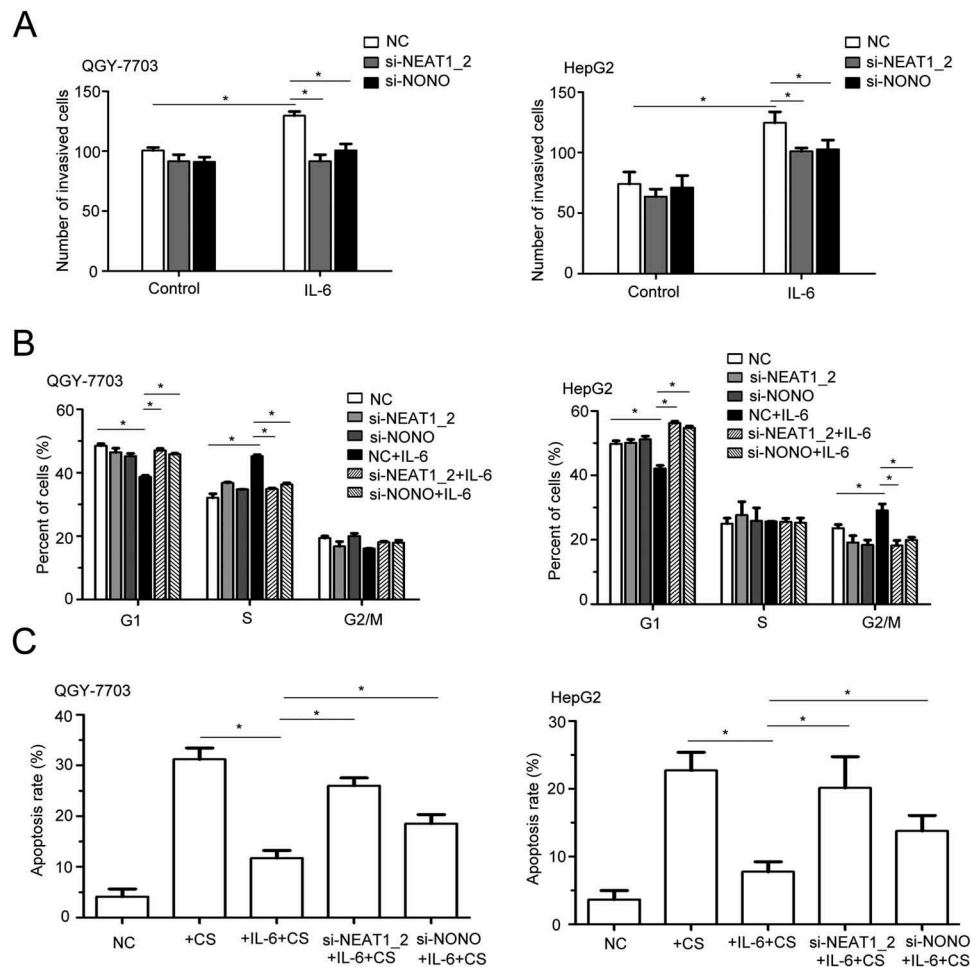 A
QGY-7703
NC
si-NEAT1_2
si-NONO
Number of invasived cells
150
100
50
0
*
*
*
Control
IL-6
HepG2
NC
si-NEAT1_2
si-NONO
Number of invasived cells
150
100
50
0
*
*
*
Control
IL-6
B
QGY-7703
NC
si-NEAT1_2
si-NONO
NC+IL-6
si-NEAT1_2+IL-6
si-NONO+IL-6
Percent of cells (%)
60
40
20
0
*
*
*
*
*
*
G1
S
G2/M
HepG2
NC
si-NEAT1_2
si-NONO
NC+IL-6
si-NEAT1_2+IL-6
si-NONO+IL-6
Percent of cells (%)
60
40
20
0
*
*
*
*
*
*
G1
S
G2/M
C
QGY-7703
Apoptosis rate (%)
40
30
20
10
0
*
*
*
NC
+CS
+IL-6+CS
si-NEAT1_2
+IL-6+CS
si-NONO
+IL-6+CS
HepG2
Apoptosis rate (%)
30
20
10
0
*
*
*
NC
+CS
+IL-6+CS
si-NEAT1_2
+IL-6+CS
si-NONO
+IL-6+CS